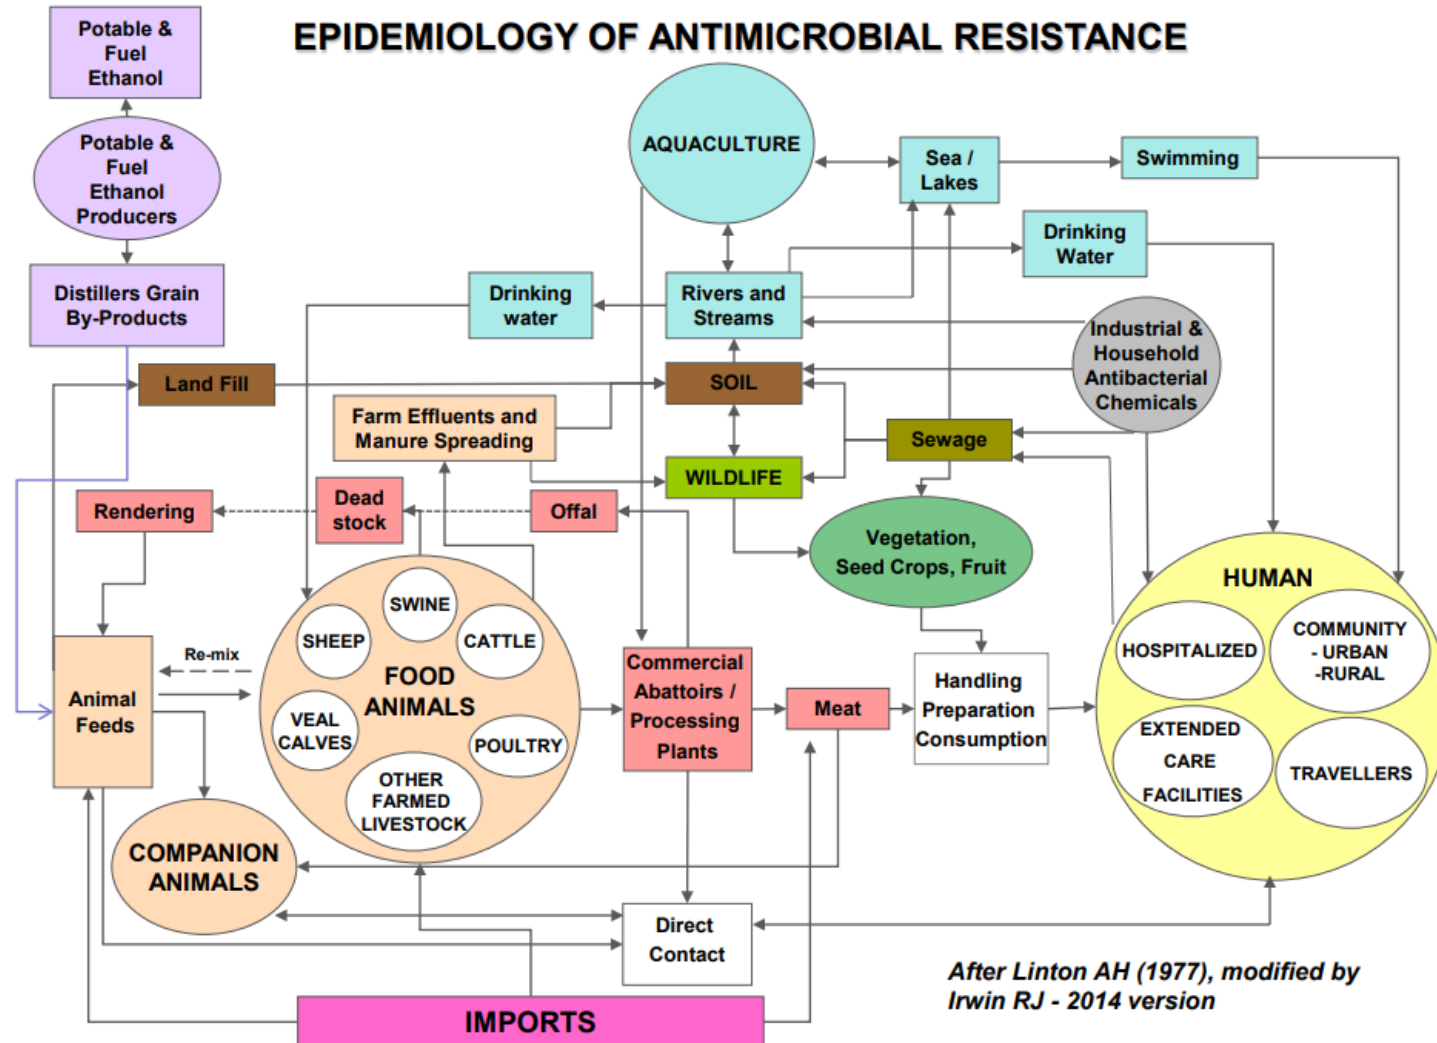 EPIDEMIOLOGY OF ANTIMICROBIAL RESISTANCE
Potable &
Fuel
Ethanol
Potable &
Fuel
Ethanol
Producers
Distillers Grain
By-Products
AQUACULTURE
Sea /
Lakes
Swimming
Drinking
Water
Drinking
water
Rivers and
Streams
Industrial &
Household
Antibacterial
Chemicals
Land Fill
SOIL
Farm Effluents and
Manure Spreading
Sewage
WILDLIFE
Rendering
Dead
stock
Offal
Vegetation,
Seed Crops, Fruit
HUMAN
HOSPITALIZED
COMMUNITY
- URBAN
-RURAL
EXTENDED
CARE
FACILITIES
TRAVELLERS
SWINE
SHEEP
CATTLE
FOOD
ANIMALS
VEAL
CALVES
POULTRY
OTHER
FARMED
LIVESTOCK
Re-mix
Animal
Feeds
Commercial
Abattoirs /
Processing
Plants
Meat
Handling
Preparation
Consumption
COMPANION
ANIMALS
Direct
Contact
After Linton AH (1977), modified by
Irwin RJ - 2014 version
IMPORTS